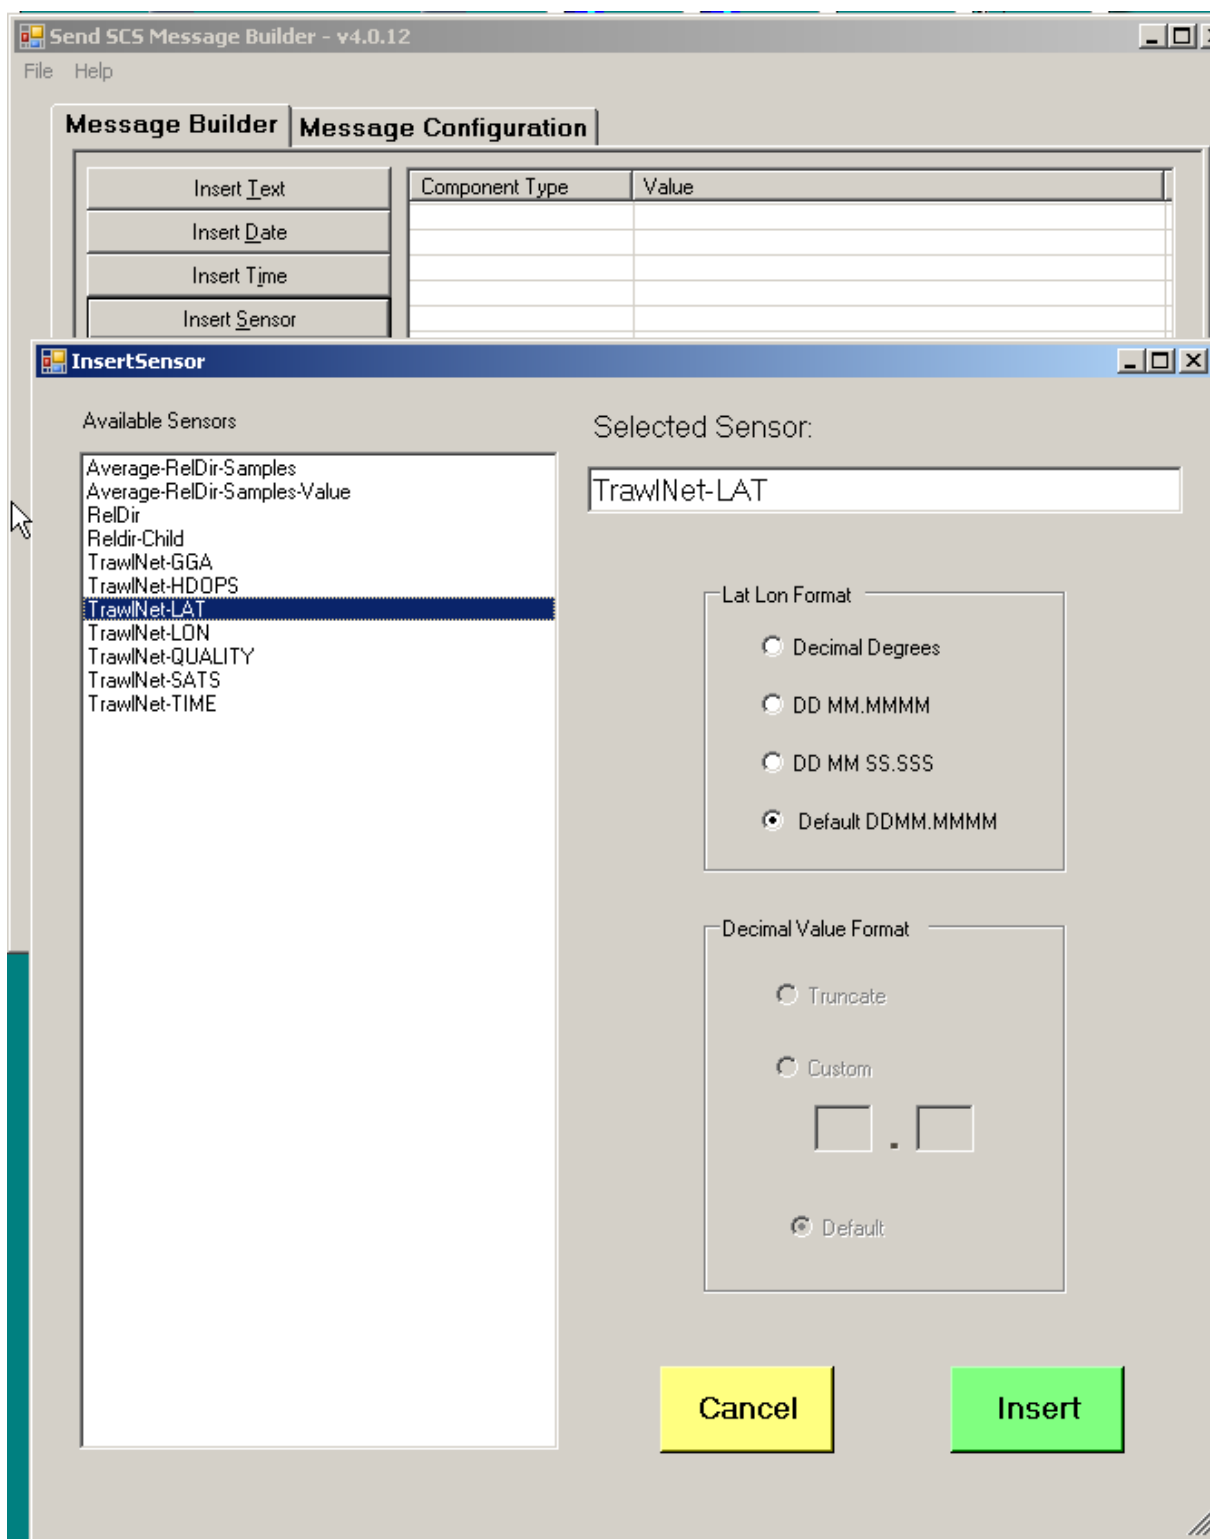 Send SCS Message Builder - v4.0.12
File Help
Message Builder Message Configuration
Insert Text
Insert Date
Insert Time
Insert Sensor
Component Type Value
InsertSensor
Available Sensors
Average-RelDir-Samples
Average-RelDir-Samples-Value
RelDir
Reldir-Child
TrawlNet-GGA
TrawlNet-HDOPS
TrawlNet-LAT
TrawlNet-LON
TrawlNet-QUALITY
TrawlNet-SATS
TrawlNet-TIME
Selected Sensor:
TrawlNet-LAT
Lat Lon Format
Decimal Degrees
DD MM.MMMM
DD MM SS.SSS
Default DDMM.MMMM
Decimal Value Format
Truncate
Custom
.
Default
Cancel Insert